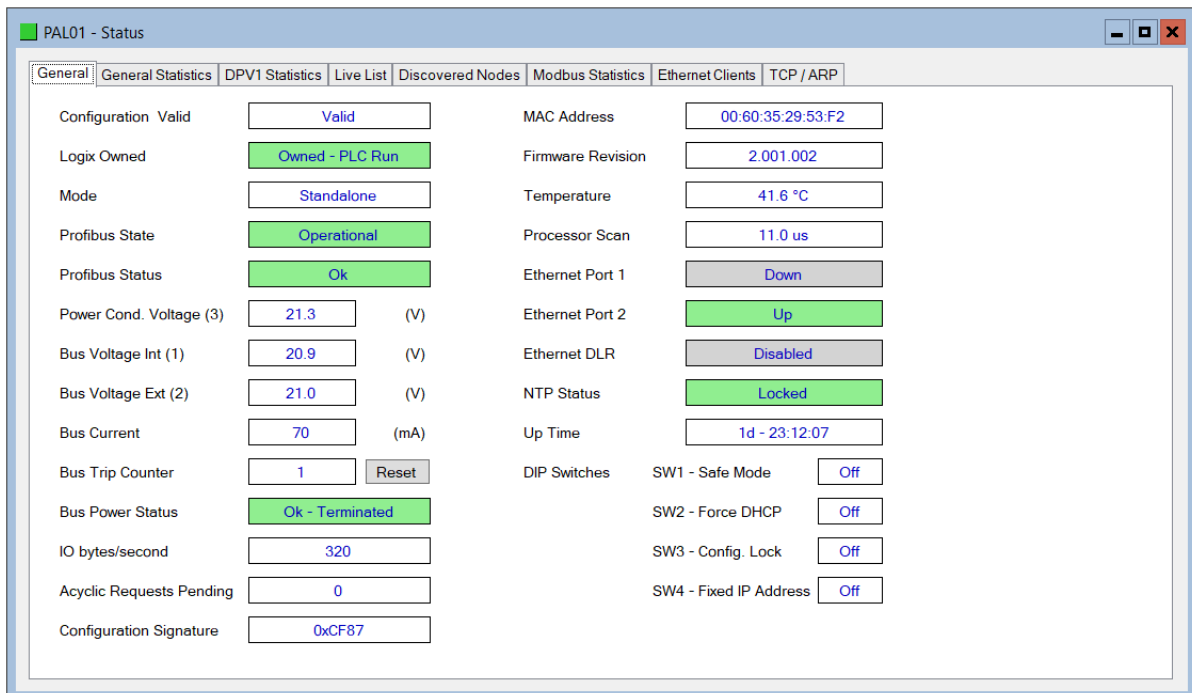 PAL01 - Status
General General Statistics DPV1 Statistics Live List Discovered Nodes Modbus Statistics Ethernet Clients TCP / ARP
Configuration Valid Valid
Logix Owned Owned - PLC Run
Mode Standalone
Profibus State Operational
Profibus Status Ok
Power Cond. Voltage (3) 21.3 (V)
Bus Voltage Int (1) 20.9 (V)
Bus Voltage Ext (2) 21.0 (V)
Bus Current 70 (mA)
Bus Trip Counter 1 Reset
Bus Power Status Ok - Terminated
IO bytes/second 320
Acyclic Requests Pending 0
Configuration Signature 0xCF87
MAC Address 00:60:35:29:53:F2
Firmware Revision 2.001.002
Temperature 41.6 °C
Processor Scan 11.0 us
Ethernet Port 1 Down
Ethernet Port 2 Up
Ethernet DLR Disabled
NTP Status Locked
Up Time 1d - 23:12:07
DIP Switches SW1 - Safe Mode Off
SW2 - Force DHCP Off
SW3 - Config. Lock Off
SW4 - Fixed IP Address Off